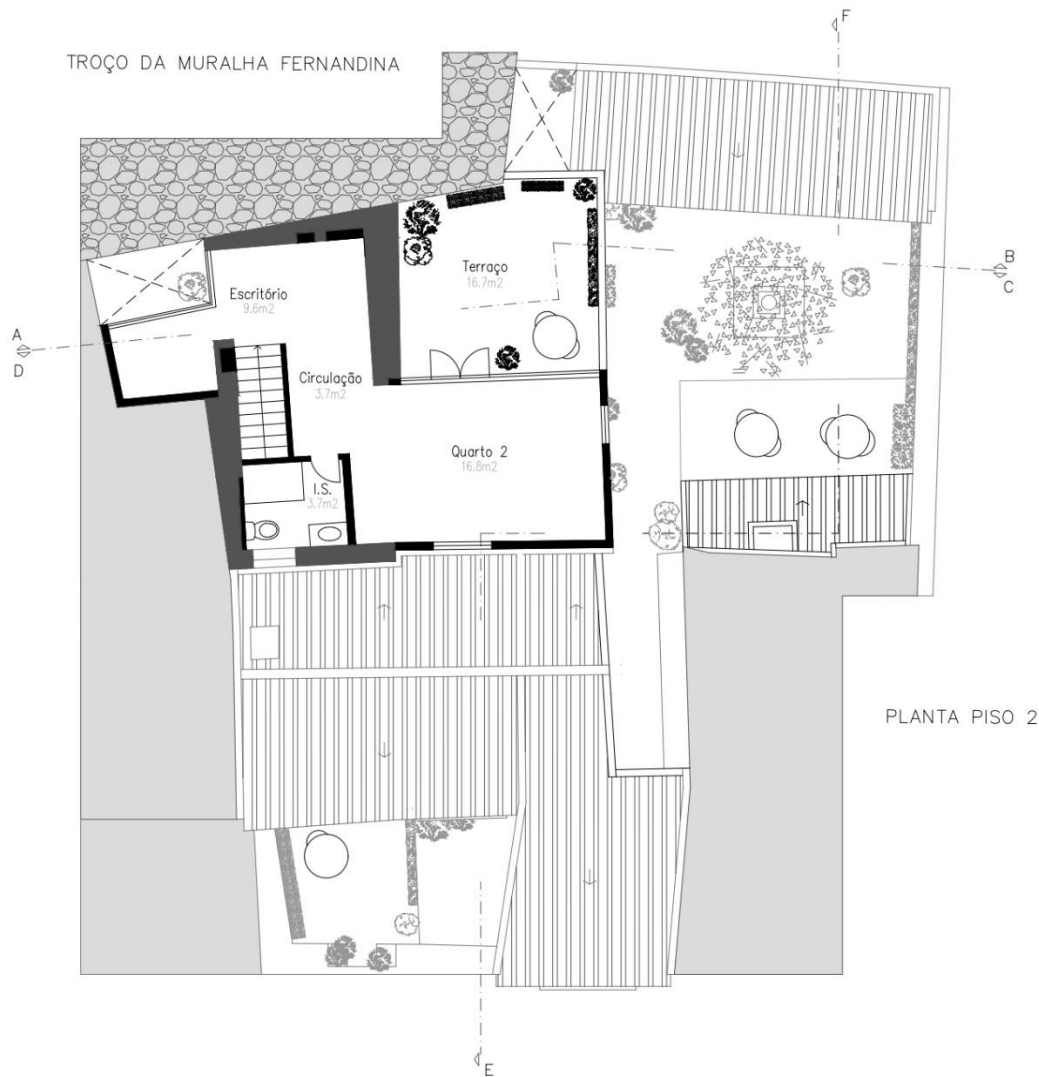 F
TROÇO DA MURALHA FERNANDINA
B
C
Terraço
16.7m2
Escritório
9.6m2
A
D
Circulação
3.7m2
Quarto 2
16.8m2
I.S.
3.7m2
PLANTA PISO 2
E